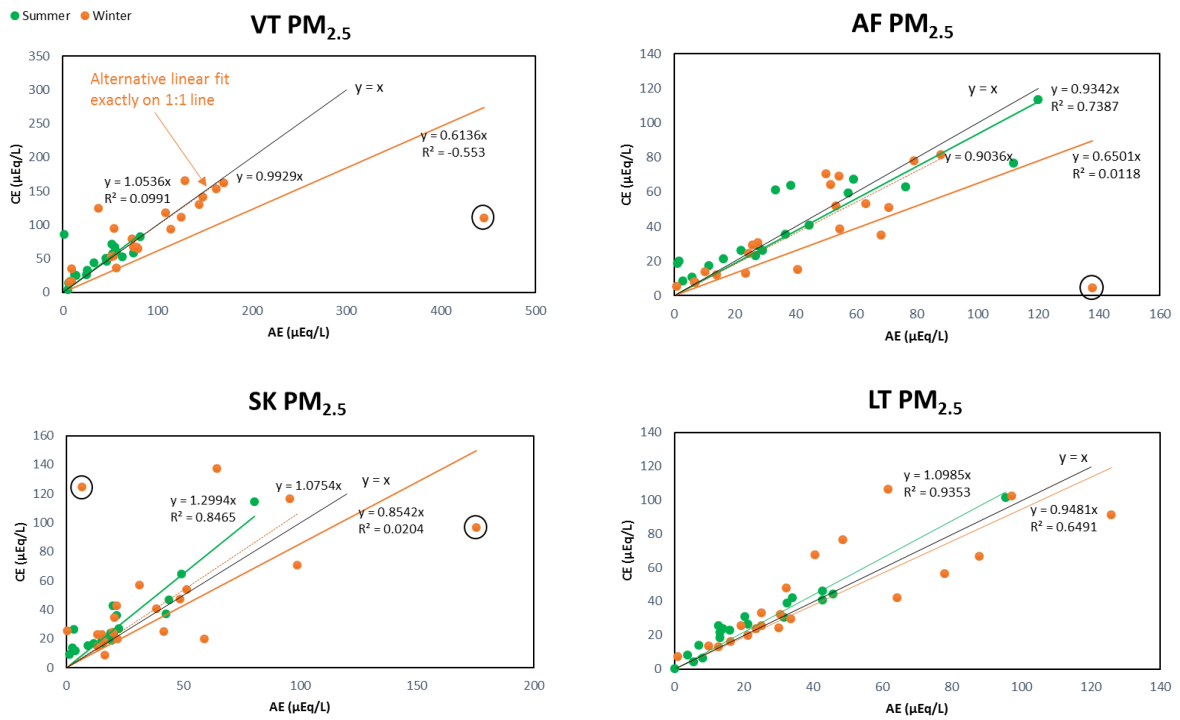 Summer Winter
VT PM2.5
350
300
250
200
150
100
50
0
CE (µEq/L)
Alternative linear fit
exactly on 1:1 line
y = x
y = 0.6136x
R² = -0.553
y = 1.0536x
R² = 0.0991
y = 0.9929x
0 100 200 300 400 500
AE (µEq/L)
AF PM2.5
140
120
100
80
60
40
20
0
CE (µEq/L)
y = x
y = 0.9342x
R² = 0.7387
y = 0.9036x
y = 0.6501x
R² = 0.0118
0 20 40 60 80 100 120 140 160
AE (µEq/L)
SK PM2.5
160
140
120
100
80
60
40
20
0
CE (µEq/L)
y = 1.2994x
R² = 0.8465
y = 1.0754x
y = x
y = 0.8542x
R² = 0.0204
0 50 100 150 200
AE (µEq/L)
LT PM2.5
140
120
100
80
60
40
20
0
CE (µEq/L)
y = x
y = 1.0985x
R² = 0.9353
y = 0.9481x
R² = 0.6491
0 20 40 60 80 100 120 140
AE (µEq/L)